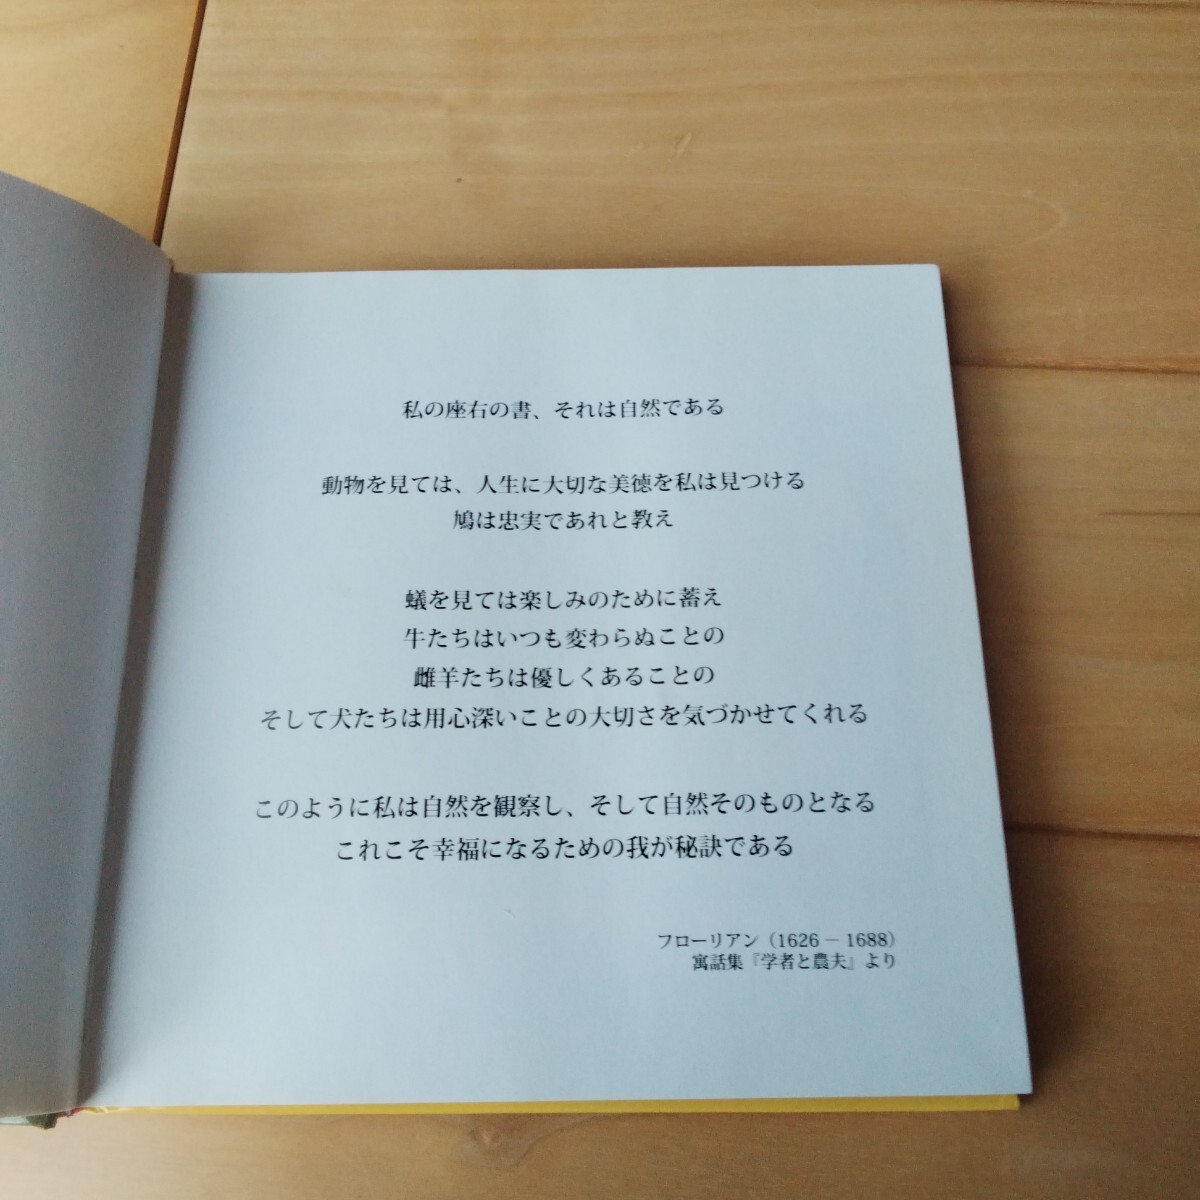 私の座右の書、それは自然である
動物を見ては、人生に大切な美徳を私は見つける
鳩は忠実であれと教え
蟻を見ては楽しみのために蓄え
牛たちはいつも変わらぬことの
雌羊たちは優しくあることの
そして犬たちは用心深いことの大切さを気づかせてくれる
このように私は自然を観察し、そして自然そのものとなる
これこそ幸福になるための我が秘訣である
フローリアン（1626 － 1688）
寓話集『学者と農夫』より